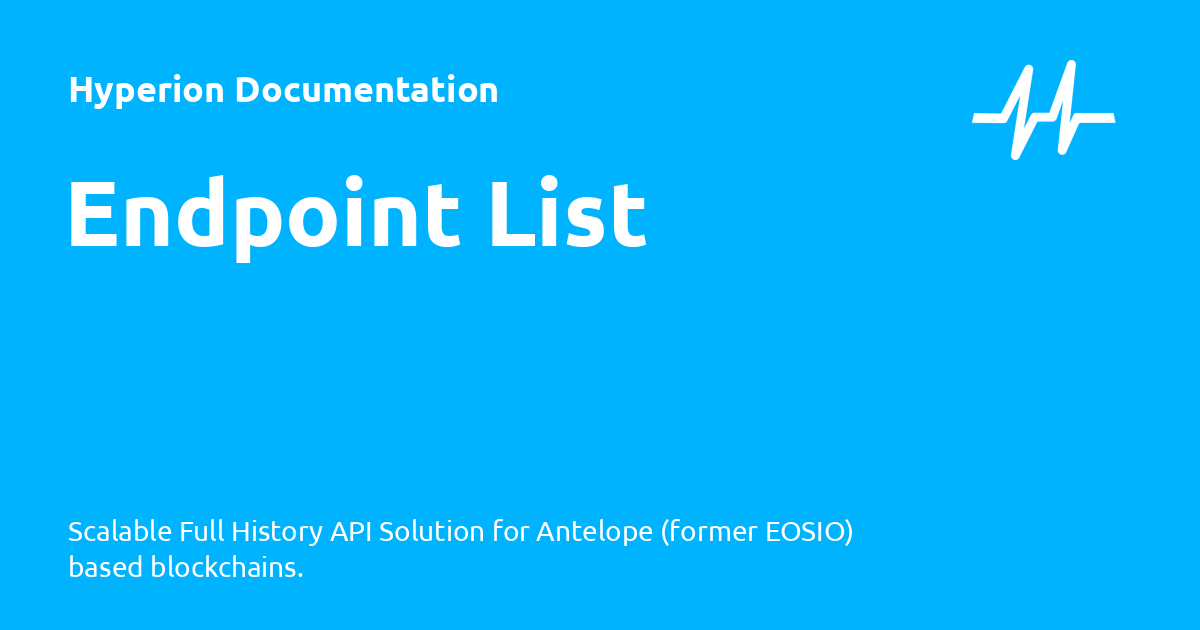 Hyperion Documentation
Endpoint List
Scalable Full History API Solution for Antelope (former EOSIO)
based blockchains.